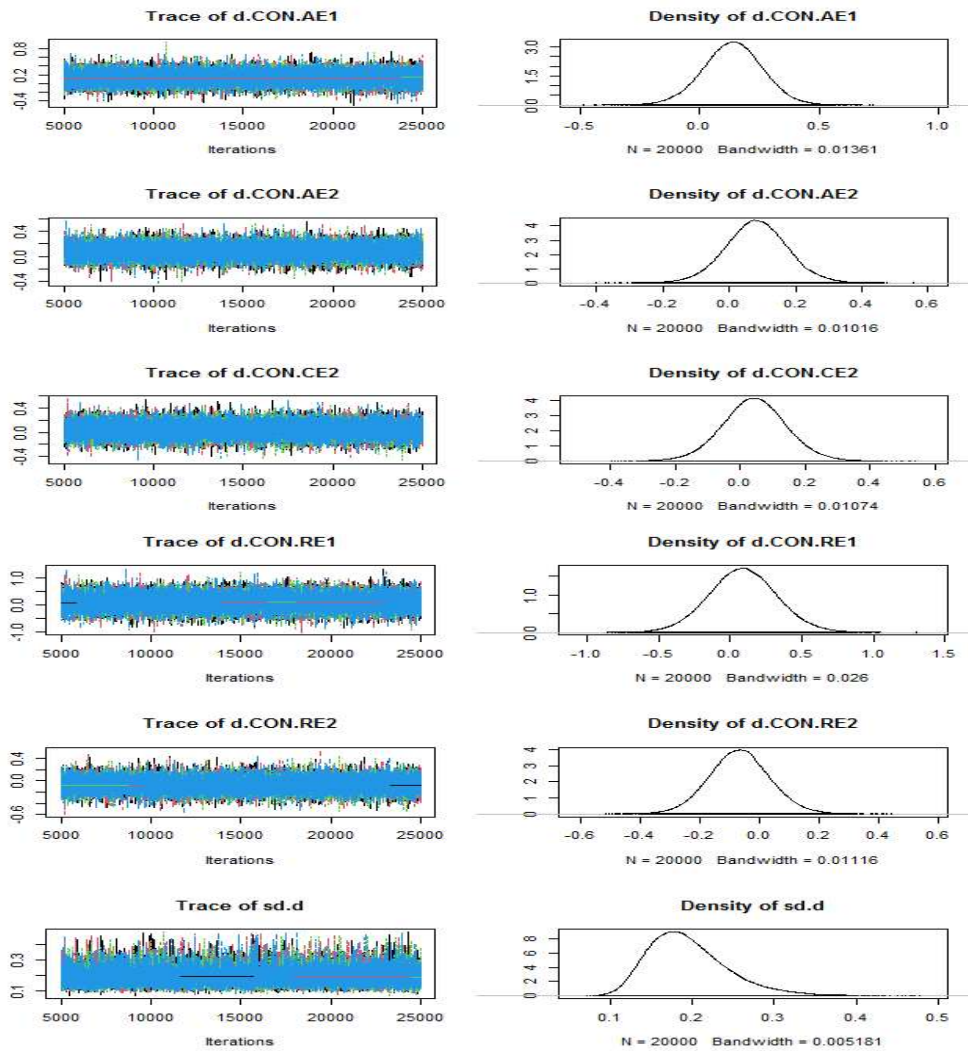 Trace of d.CON.AE1
0.8
0.2
-0.4
5000 10000 15000 20000 25000
Iterations
Density of d.CON.AE1
3.0
1.5
0.0
-0.5 0.0 0.5 1.0
N = 20000 Bandwidth = 0.01361
Trace of d.CON.AE2
0.4
0.0
-0.4
5000 10000 15000 20000 25000
Iterations
Density of d.CON.AE2
4
3
2
1
0
-0.4 -0.2 0.0 0.2 0.4 0.6
N = 20000 Bandwidth = 0.01016
Trace of d.CON.CE2
0.4
0.0
-0.4
5000 10000 15000 20000 25000
Iterations
Density of d.CON.CE2
4
3
2
1
0
-0.4 -0.2 0.0 0.2 0.4 0.6
N = 20000 Bandwidth = 0.01074
Trace of d.CON.RE1
1.0
0.0
-1.0
5000 10000 15000 20000 25000
Iterations
Density of d.CON.RE1
1.0
0.0
-1.0 -0.5 0.0 0.5 1.0 1.5
N = 20000 Bandwidth = 0.026
Trace of d.CON.RE2
0.4
0.0
-0.6
5000 10000 15000 20000 25000
Iterations
Density of d.CON.RE2
4
3
2
1
0
-0.6 -0.4 -0.2 0.0 0.2 0.4 0.6
N = 20000 Bandwidth = 0.01116
Trace of sd.d
0.3
0.1
5000 10000 15000 20000 25000
Iterations
Density of sd.d
8
6
4
2
0
0.1 0.2 0.3 0.4 0.5
N = 20000 Bandwidth = 0.005181